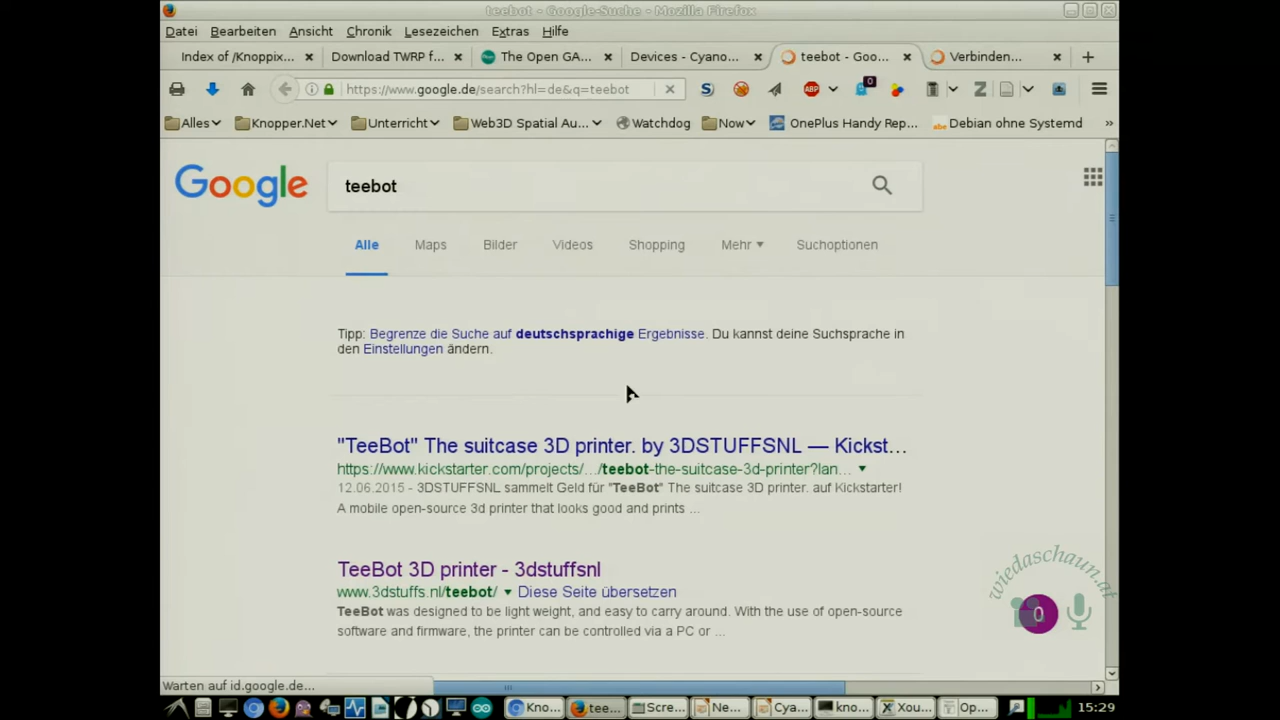 teebot - Google-Suche - Mozilla Firefox
Datei Bearbeiten Ansicht Chronik Lesezeichen Extras Hilfe
Index of /Knoppix... Download TWRP f... The Open GA... Devices - Cyano... teebot - Goo... Verbinden...
https://www.google.de/search?hl=de&q=teebot
S ABP 0 Z
Alles Knopper.Net Unterricht Web3D Spatial Au... Watchdog Now OnePlus Handy Rep... abe Debian ohne Systemd »
Google teebot
Alle Maps Bilder Videos Shopping Mehr Suchoptionen
Tipp: Begrenze die Suche auf deutschsprachige Ergebnisse. Du kannst deine Suchsprache in
den Einstellungen ändern.
"TeeBot" The suitcase 3D printer. by 3DSTUFFSNL — Kickst...
https://www.kickstarter.com/projects/.../teebot-the-suitcase-3d-printer?lan...
12.06.2015 - 3DSTUFFSNL sammelt Geld für "TeeBot" The suitcase 3D printer. auf Kickstarter!
A mobile open-source 3d printer that looks good and prints ...
TeeBot 3D printer - 3dstuffsnl
www.3dstuffs.nl/teebot/ Diese Seite übersetzen
TeeBot was designed to be light weight, and easy to carry around. With the use of open-source
software and firmware, the printer can be controlled via a PC or ...
wiedaschaun.at
0
Warten auf id.google.de...
Kno... tee... Scre... Ne... Cya... kno... Xou... Op... 15:29